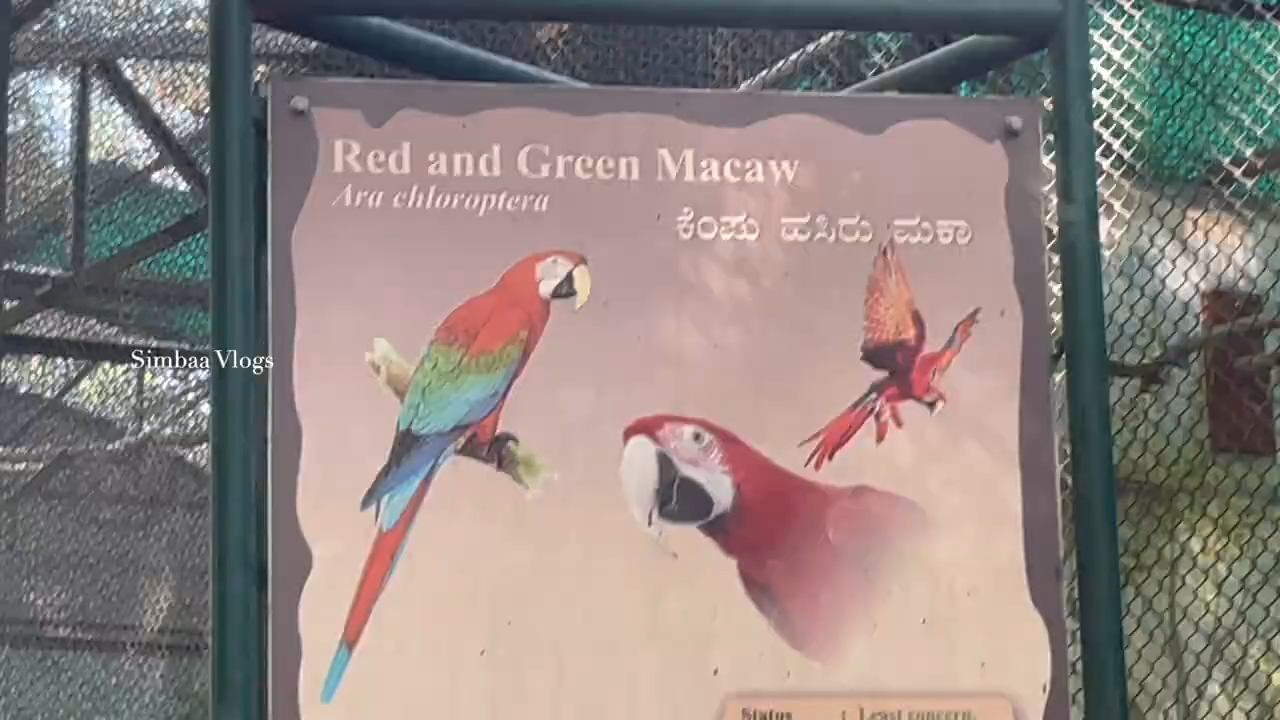 Red and Green Macaw
Ara chloroptera
ಕೆಂಪು ಹಸಿರು ಮಕಾ
Simbaa Vlogs
Status : Least concern.